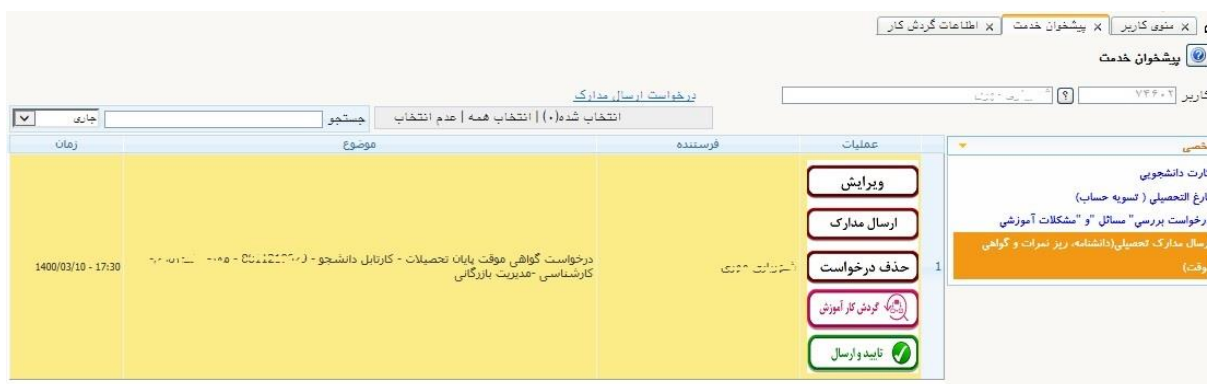 منوی کاربر x پیشخوان خدمت x اطلاعات گردش کار x
پیشخوان خدمت
کاربر ۷۴۴۰۲ ؟
درخواست ارسال مدارک
انتخاب شده(۰) | انتخاب همه | عدم انتخاب جستجو جاری
عملیات فرستنده موضوع زمان
کارت دانشجویی
فارغ التحصیلی ( تسویه حساب)
درخواست بررسی" مسائل "و "مشکلات آموزشی
ارسال مدارک تحصیلی(دانشنامه، ریز نمرات و گواهی
موقت)
1
ویرایش
ارسال مدارک
حذف درخواست
گردش کار آموزش
تایید و ارسال
درخواست گواهی موقت پایان تحصیلات - کارتابل دانشجو -
کارشناسی -مدیریت بازرگانی
1400/03/10 - 17:30